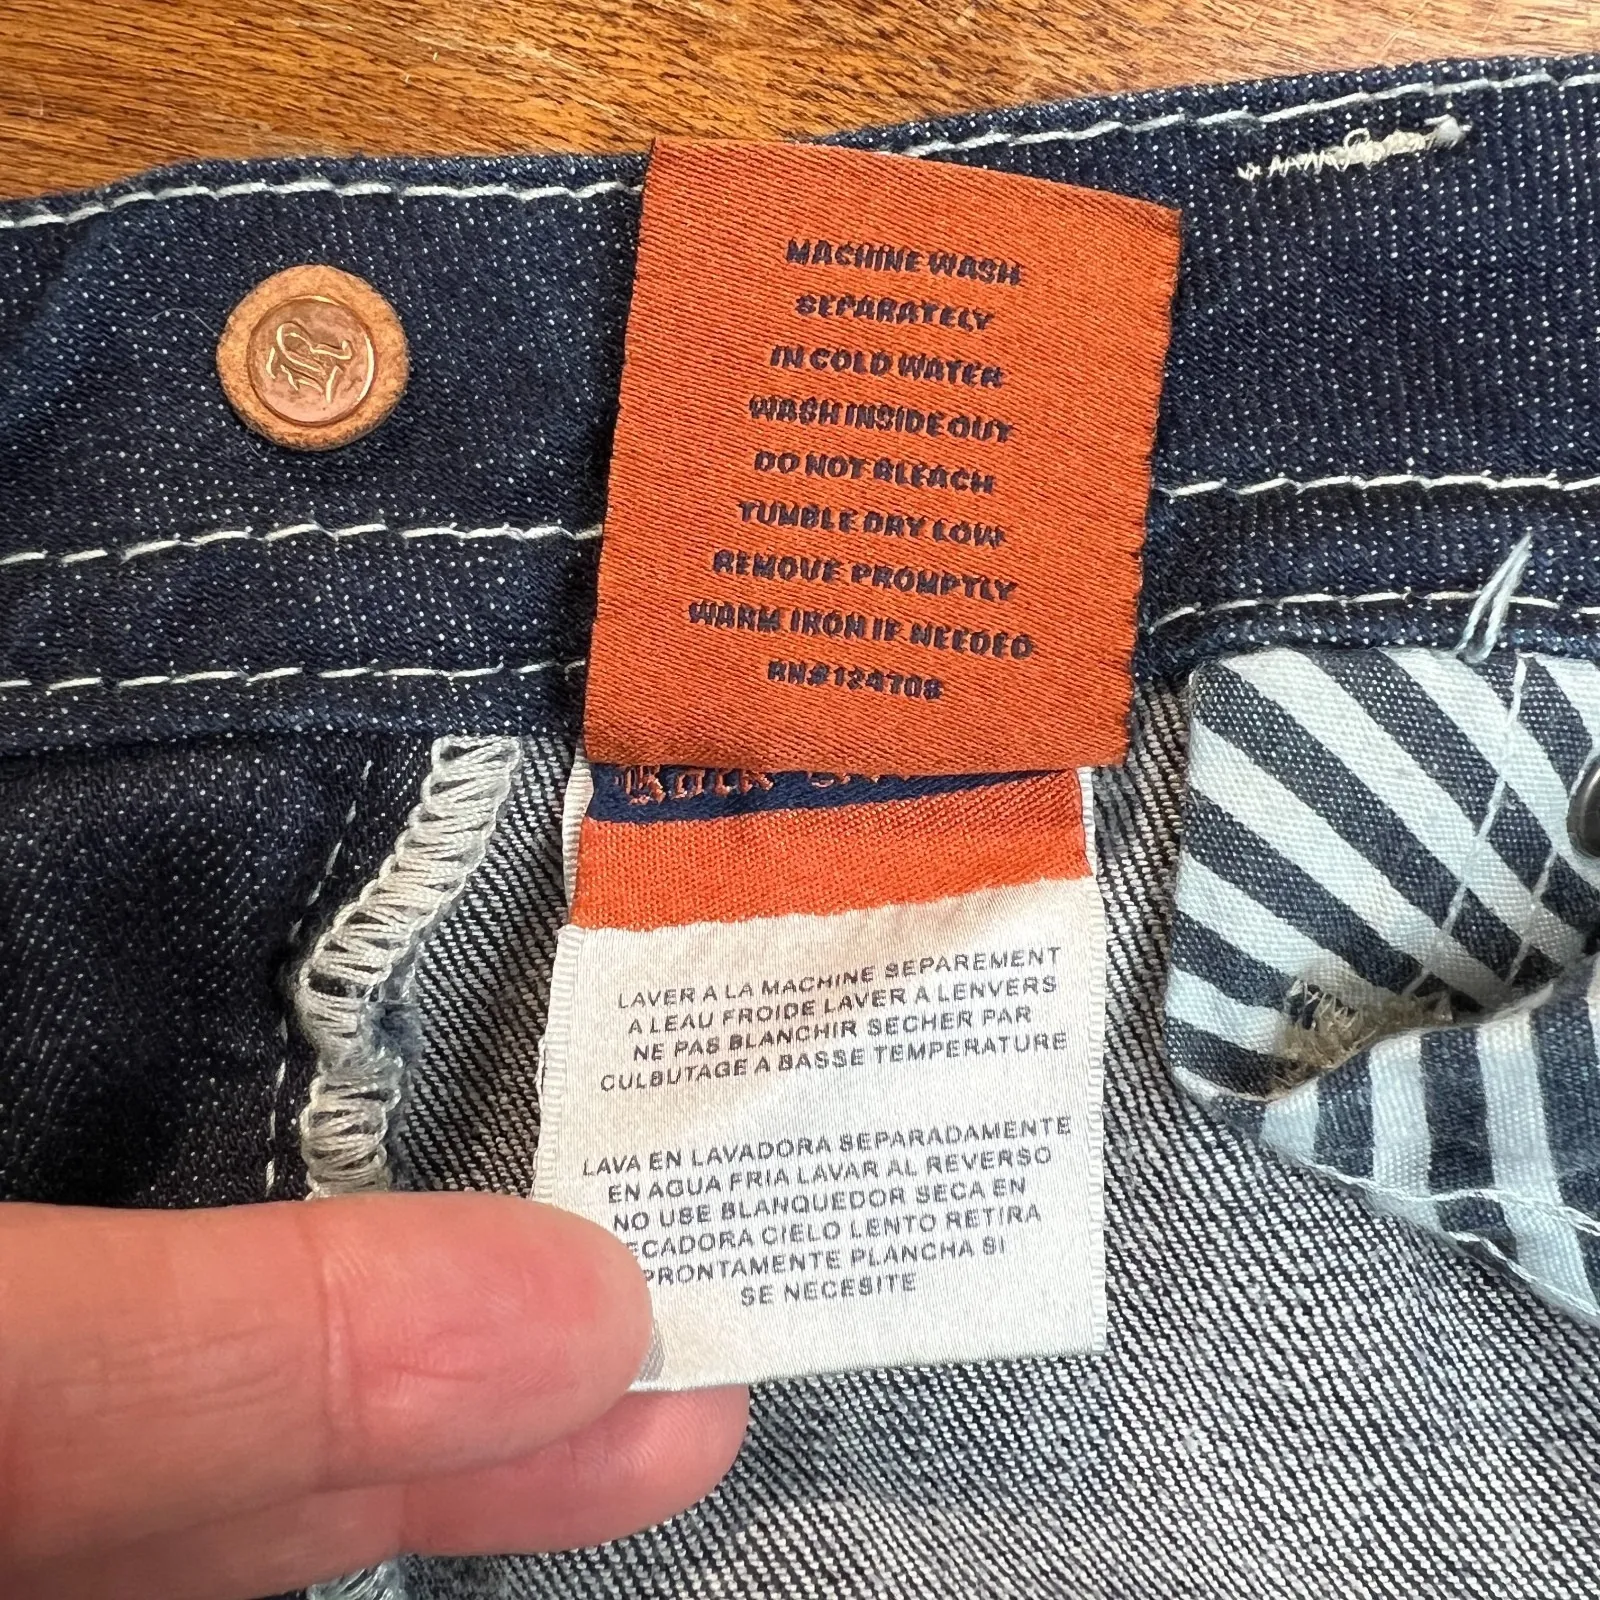 MACHINE WASH
SEPARATELY
IN COLD WATER
WASH INSIDE OUT
DO NOT BLEACH
TUMBLE DRY LOW
REMOVE PROMPTLY
WARM IRON IF NEEDED
RN#124708
LAVER A LA MACHINE SEPAREMENT
A LEAU FROIDE LAVER A LENVERS
NE PAS BLANCHIR SECHER PAR
CULBUTAGE A BASSE TEMPERATURE
LAVA EN LAVADORA SEPARADAMENTE
EN AGUA FRIA LAVAR AL REVERSO
NO USE BLANQUEDOR SECA EN
ECADORA CIELO LENTO RETIRA
PRONTAMENTE PLANCHA SI
SE NECESITE